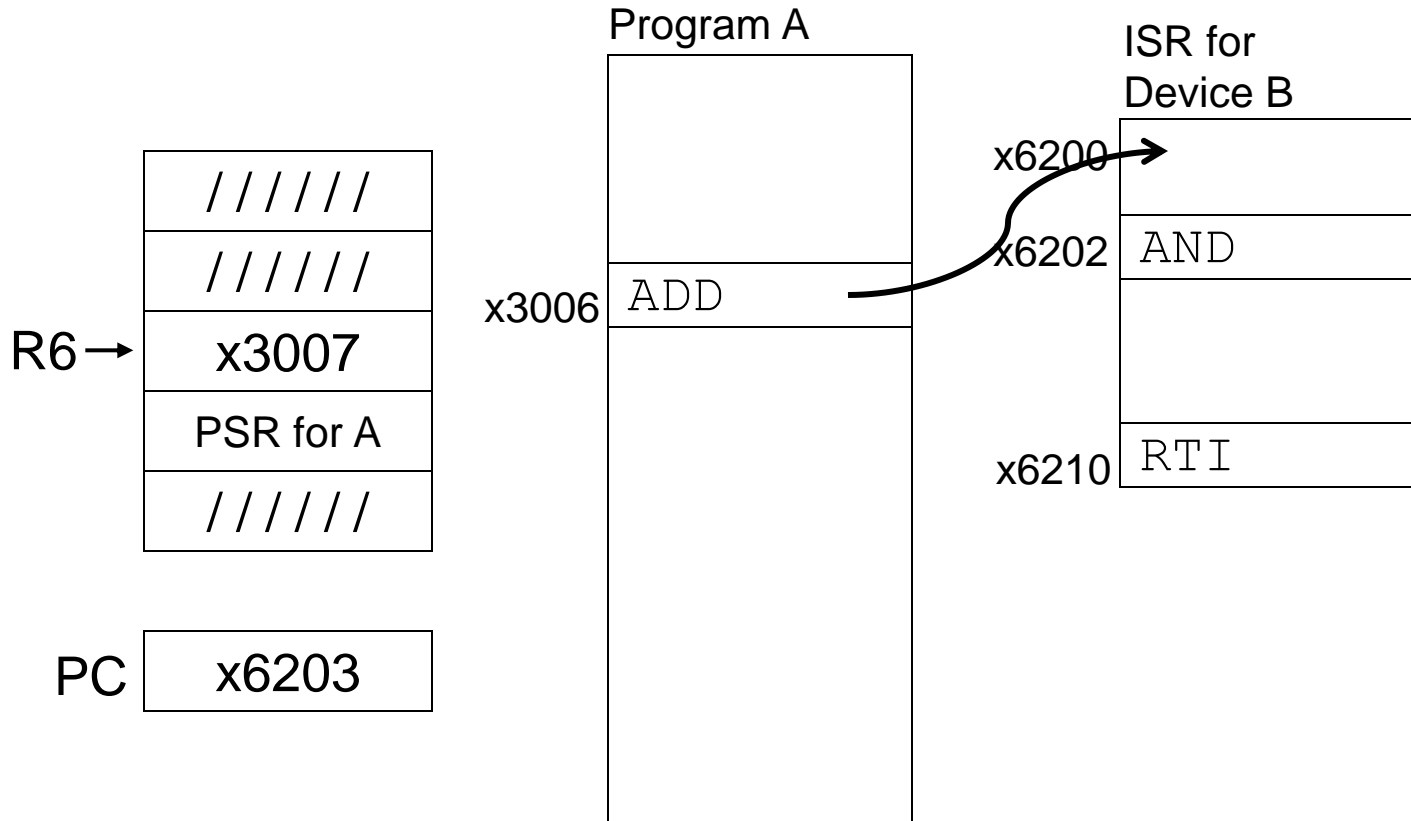 Program A
ISR for
Device B
//////
//////
R6
x3007
PSR for A
//////
PC
x6203
x3006
ADD
x6200
x6202
AND
x6210
RTI